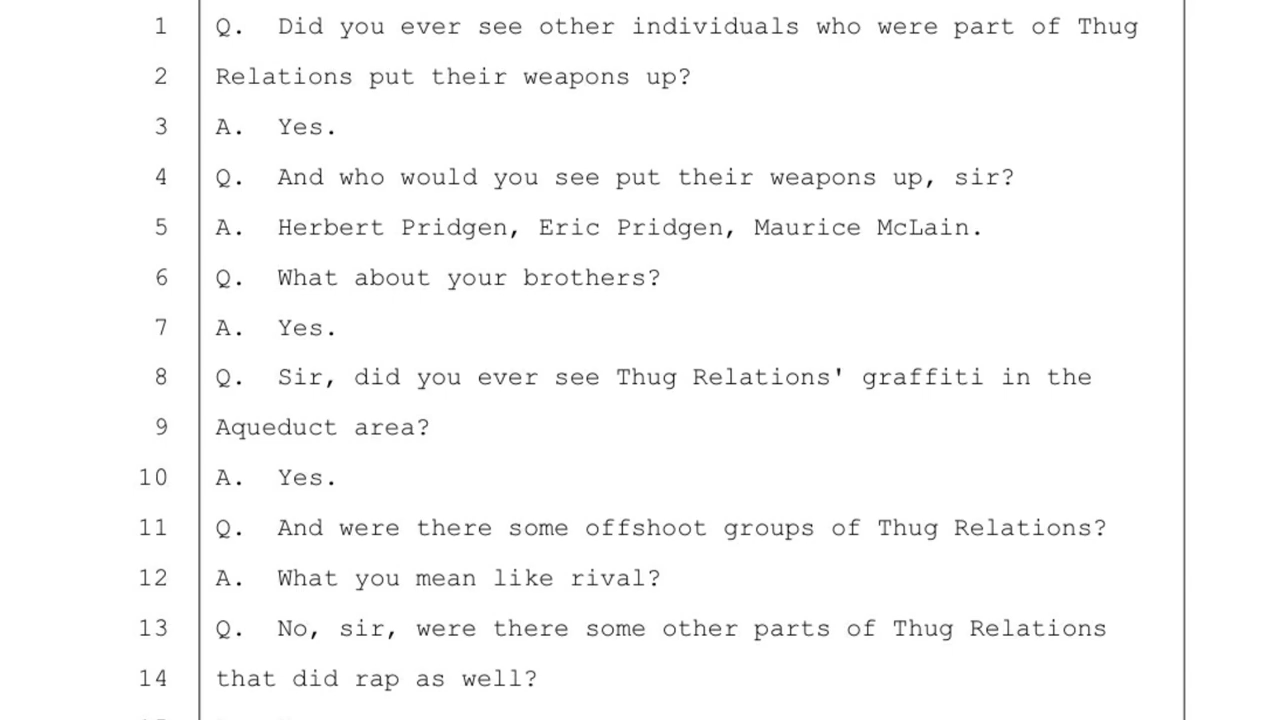 1 Q. Did you ever see other individuals who were part of Thug
2 Relations put their weapons up?
3 A. Yes.
4 Q. And who would you see put their weapons up, sir?
5 A. Herbert Pridgen, Eric Pridgen, Maurice McLain.
6 Q. What about your brothers?
7 A. Yes.
8 Q. Sir, did you ever see Thug Relations' graffiti in the
9 Aqueduct area?
10 A. Yes.
11 Q. And were there some offshoot groups of Thug Relations?
12 A. What you mean like rival?
13 Q. No, sir, were there some other parts of Thug Relations
14 that did rap as well?